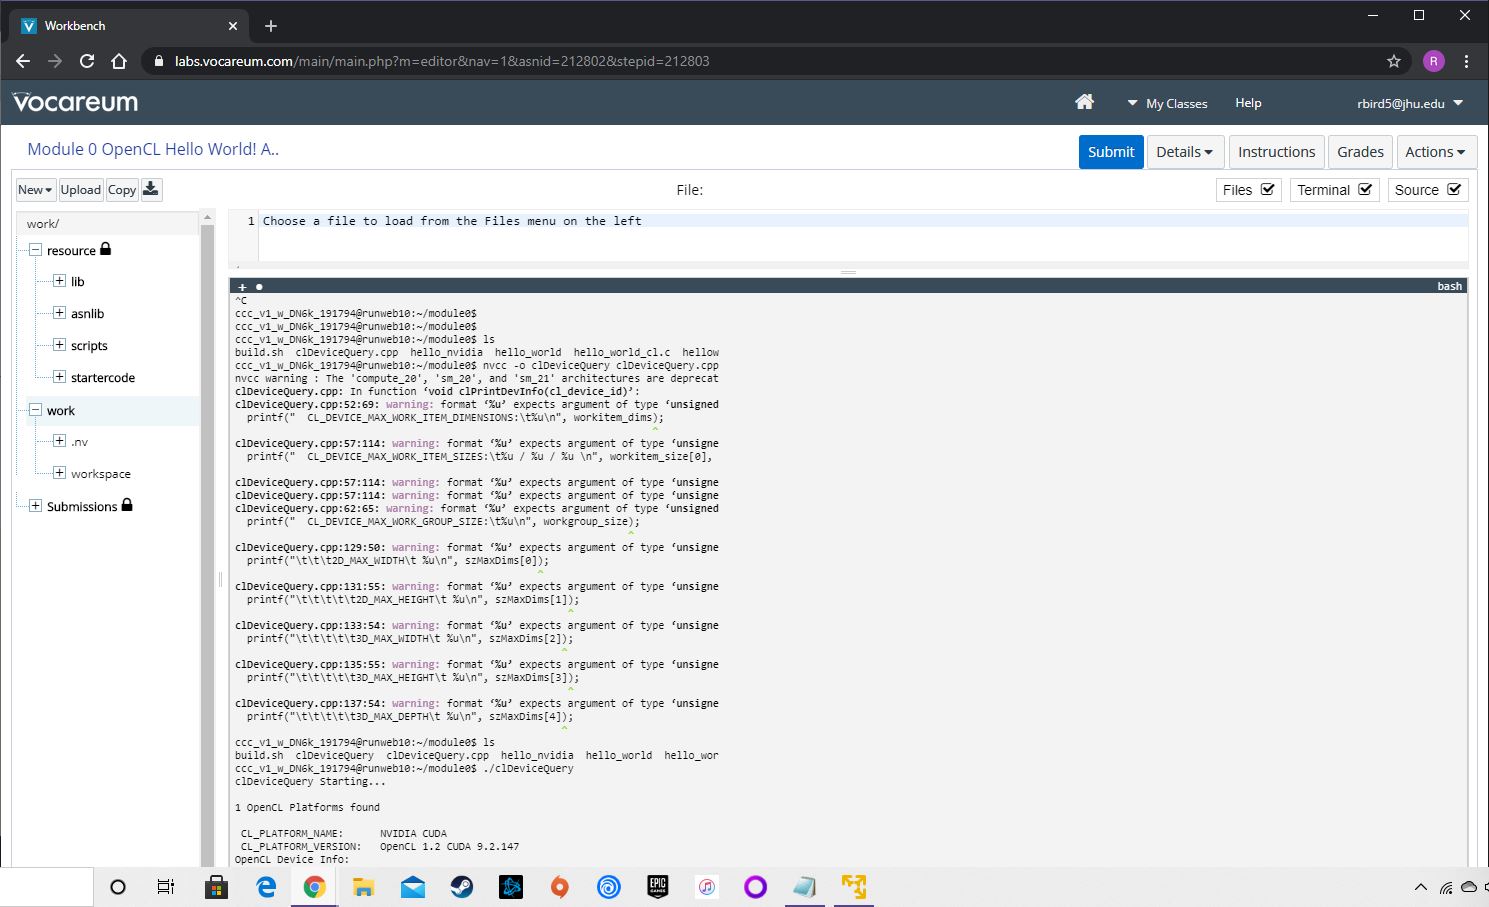 Workbench
labs.vocareum.com/main/main.php?m=editor&nav=1&asnid=212802&stepid=212803
R
vocareum
My Classes
Help
rbird5@jhu.edu
Module 0 OpenCL Hello World! A..
Submit
Details
Instructions
Grades
Actions
New
Upload
Copy
File:
Files
Terminal
Source
work/
resource
lib
asnlib
scripts
startercode
work
.nv
workspace
Submissions
1 Choose a file to load from the Files menu on the left
bash
^C
ccc_v1_w_DN6k_191794@runweb10:~/module0$
ccc_v1_w_DN6k_191794@runweb10:~/module0$
ccc_v1_w_DN6k_191794@runweb10:~/module0$ ls
build.sh  clDeviceQuery.cpp  hello_nvidia  hello_world  hello_world_cl.c  hellow
ccc_v1_w_DN6k_191794@runweb10:~/module0$ nvcc -o clDeviceQuery clDeviceQuery.cpp
nvcc warning : The 'compute_20', 'sm_20', and 'sm_21' architectures are deprecat
clDeviceQuery.cpp: In function ‘void clPrintDevInfo(cl_device_id)’:
clDeviceQuery.cpp:52:69: warning: format ‘%u’ expects argument of type ‘unsigned
  printf("  CL_DEVICE_MAX_WORK_ITEM_DIMENSIONS:\t%u\n", workitem_dims);
^
clDeviceQuery.cpp:57:114: warning: format ‘%u’ expects argument of type ‘unsigne
  printf("  CL_DEVICE_MAX_WORK_ITEM_SIZES:\t%u / %u / %u \n", workitem_size[0],
clDeviceQuery.cpp:57:114: warning: format ‘%u’ expects argument of type ‘unsigne
clDeviceQuery.cpp:57:114: warning: format ‘%u’ expects argument of type ‘unsigne
clDeviceQuery.cpp:62:65: warning: format ‘%u’ expects argument of type ‘unsigned
  printf("  CL_DEVICE_MAX_WORK_GROUP_SIZE:\t%u\n", workgroup_size);
^
clDeviceQuery.cpp:129:50: warning: format ‘%u’ expects argument of type ‘unsigne
  printf("\t\t\t2D_MAX_WIDTH\t %u\n", szMaxDims[0]);
^
clDeviceQuery.cpp:131:55: warning: format ‘%u’ expects argument of type ‘unsigne
  printf("\t\t\t\t\t2D_MAX_HEIGHT\t %u\n", szMaxDims[1]);
^
clDeviceQuery.cpp:133:54: warning: format ‘%u’ expects argument of type ‘unsigne
  printf("\t\t\t\t\t3D_MAX_WIDTH\t %u\n", szMaxDims[2]);
^
clDeviceQuery.cpp:135:55: warning: format ‘%u’ expects argument of type ‘unsigne
  printf("\t\t\t\t\t3D_MAX_HEIGHT\t %u\n", szMaxDims[3]);
^
clDeviceQuery.cpp:137:54: warning: format ‘%u’ expects argument of type ‘unsigne
  printf("\t\t\t\t\t3D_MAX_DEPTH\t %u\n", szMaxDims[4]);
^
ccc_v1_w_DN6k_191794@runweb10:~/module0$ ls
build.sh  clDeviceQuery  clDeviceQuery.cpp  hello_nvidia  hello_world  hello_wor
ccc_v1_w_DN6k_191794@runweb10:~/module0$ ./clDeviceQuery
clDeviceQuery Starting...
1 OpenCL Platforms found
CL_PLATFORM_NAME:      NVIDIA CUDA
CL_PLATFORM_VERSION:   OpenCL 1.2 CUDA 9.2.147
OpenCL Device Info:
EPIC
GAMES